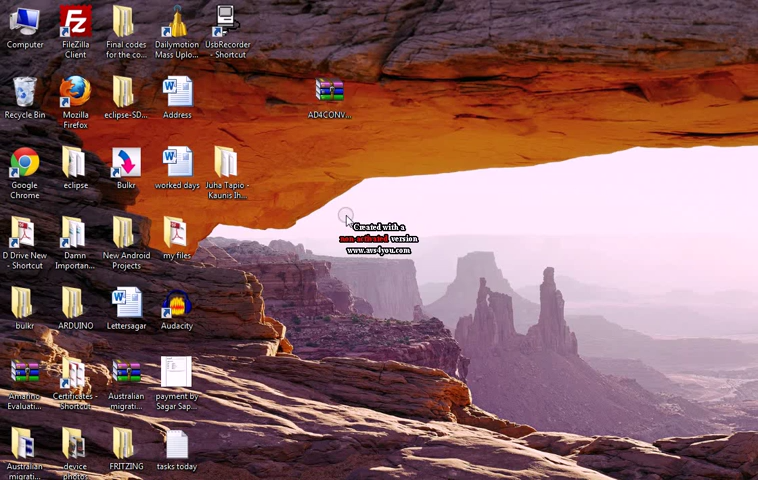 Computer
FileZilla
Client
Final codes
for the co...
Dailymotion
Mass Uplo...
UsbRecorder
- Shortcut
Recycle Bin
Mozilla
Firefox
eclipse-SD...
Address
AD4CONV...
Google
Chrome
eclipse
Bulkr
worked days
Juha Tapio -
Kaunis Ih...
Created with a
non-activated version
www.avs4you.com
D Drive New
- Shortcut
Damn
Importan...
New Android
Projects
my files
bulkr
ARDUINO
Lettersagar
Audacity
Amarino
Evaluati...
Certificates -
Shortcut
Australian
migrati...
payment by
Sagar Sap...
Australian
migrati...
device
photos
FRITZING
tasks today